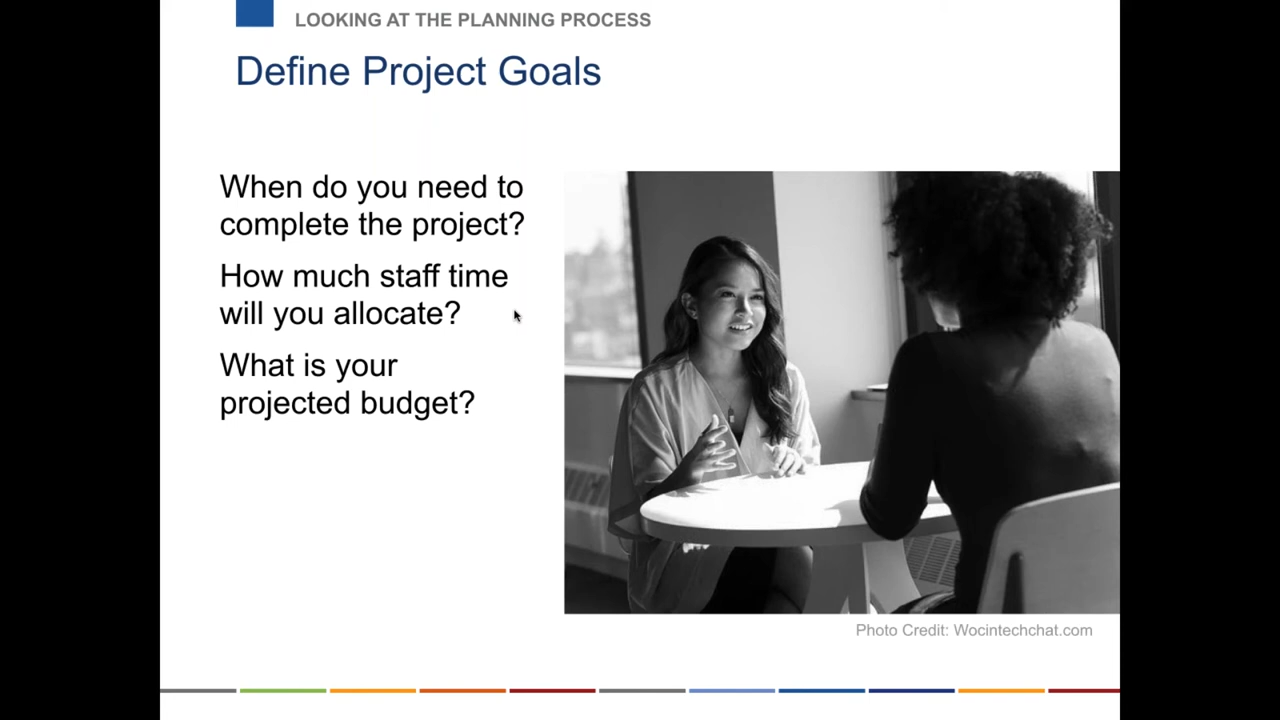 LOOKING AT THE PLANNING PROCESS
Define Project Goals
When do you need to
complete the project?
How much staff time
will you allocate?
What is your
projected budget?
Photo Credit: Wocintechchat.com